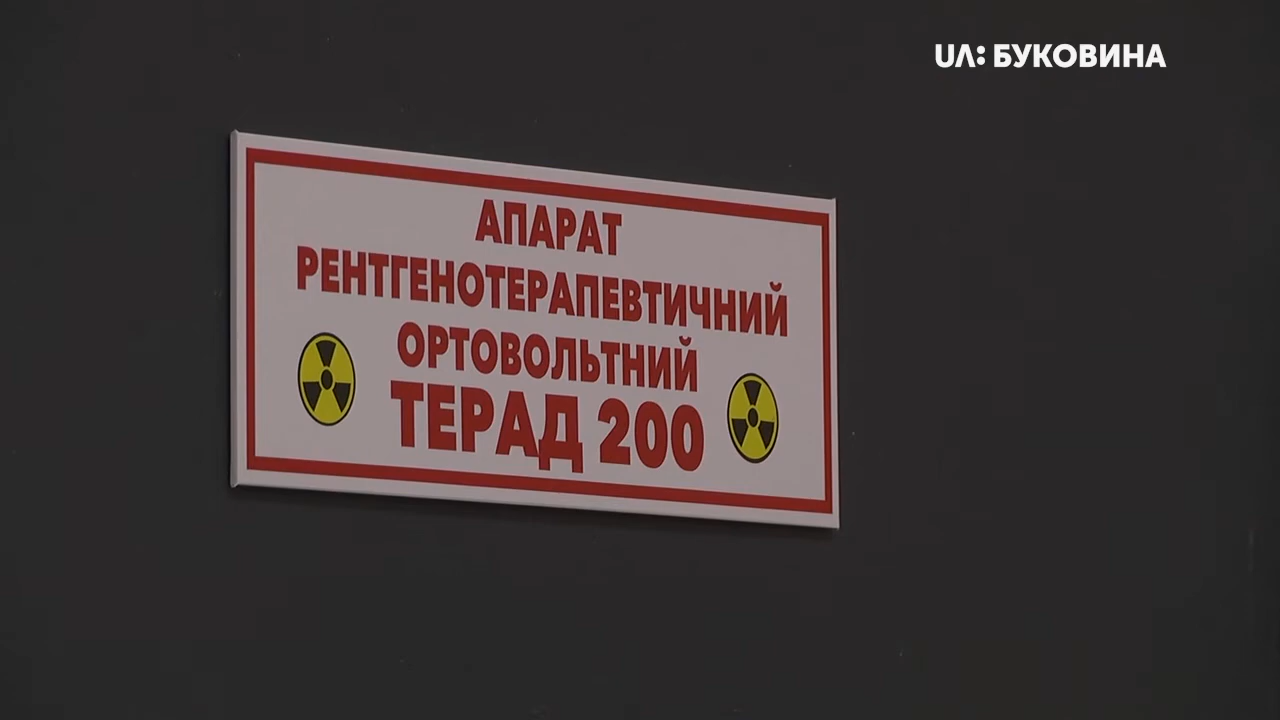 UA: БУКОВИНА
АПАРАТ
РЕНТГЕНОТЕРАПЕВТИЧНИЙ
ОРТОВОЛЬТНИЙ
ТЕРАД 200